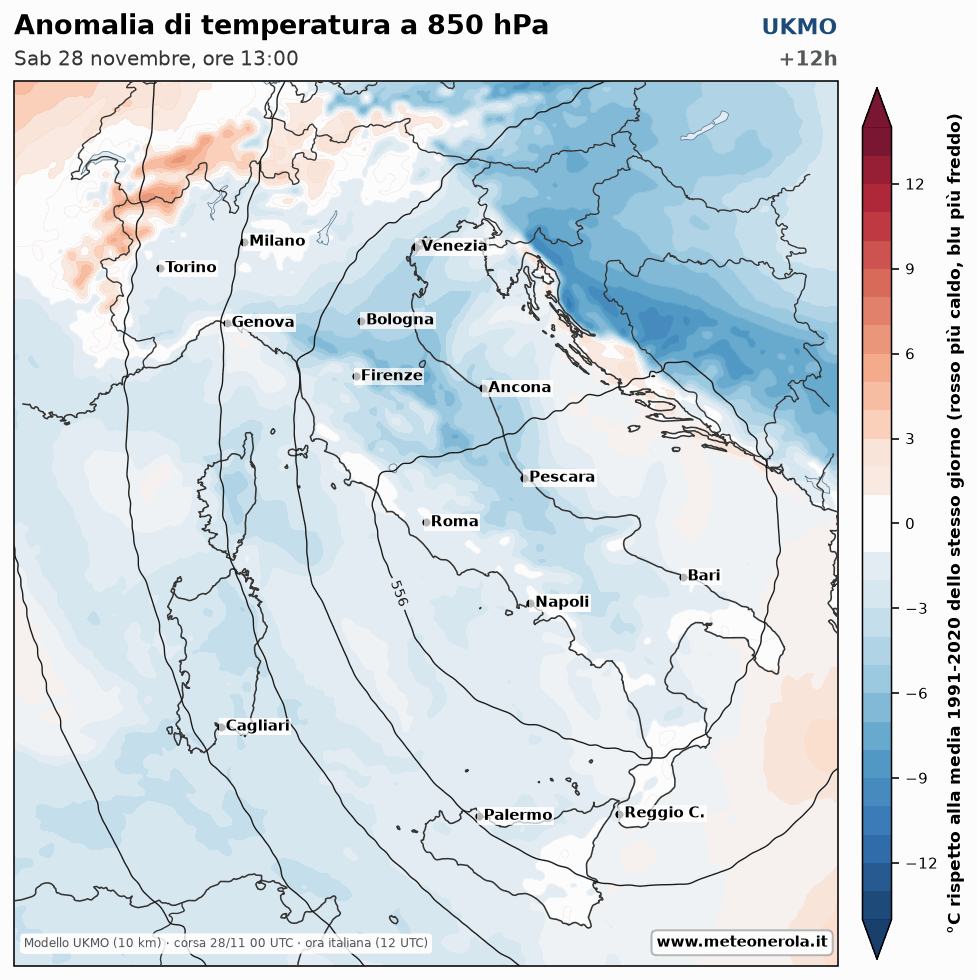 Anomalia di temperatura a 850 hPa
UKMO
Sab 28 novembre, ore 13:00
+12h
Milano
Venezia
Torino
Genova
Bologna
Firenze
Ancona
Pescara
Roma
Bari
556
Napoli
Cagliari
Palermo
Reggio C.
12
9
6
3
0
−3
−6
−9
−12
°C rispetto alla media 1991-2020 dello stesso giorno (rosso più caldo, blu più freddo)
Modello UKMO (10 km) · corsa 28/11 00 UTC · ora italiana (12 UTC)
www.meteonerola.it